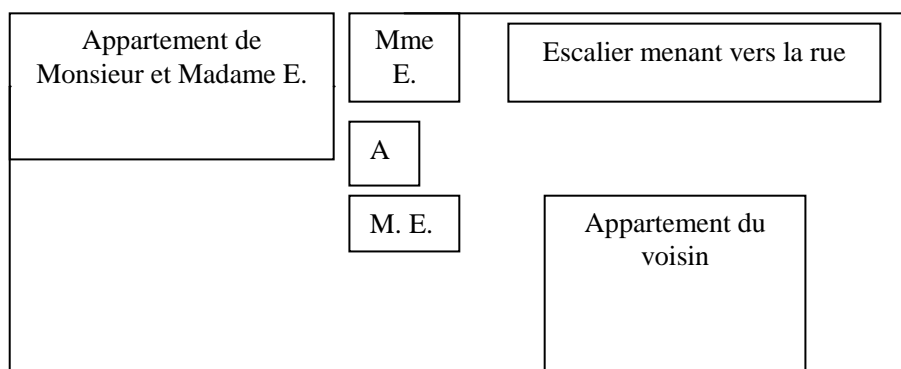 Appartement de
Monsieur et Madame E.
Mme
E.
Escalier menant vers la rue
A
M. E.
Appartement du
voisin